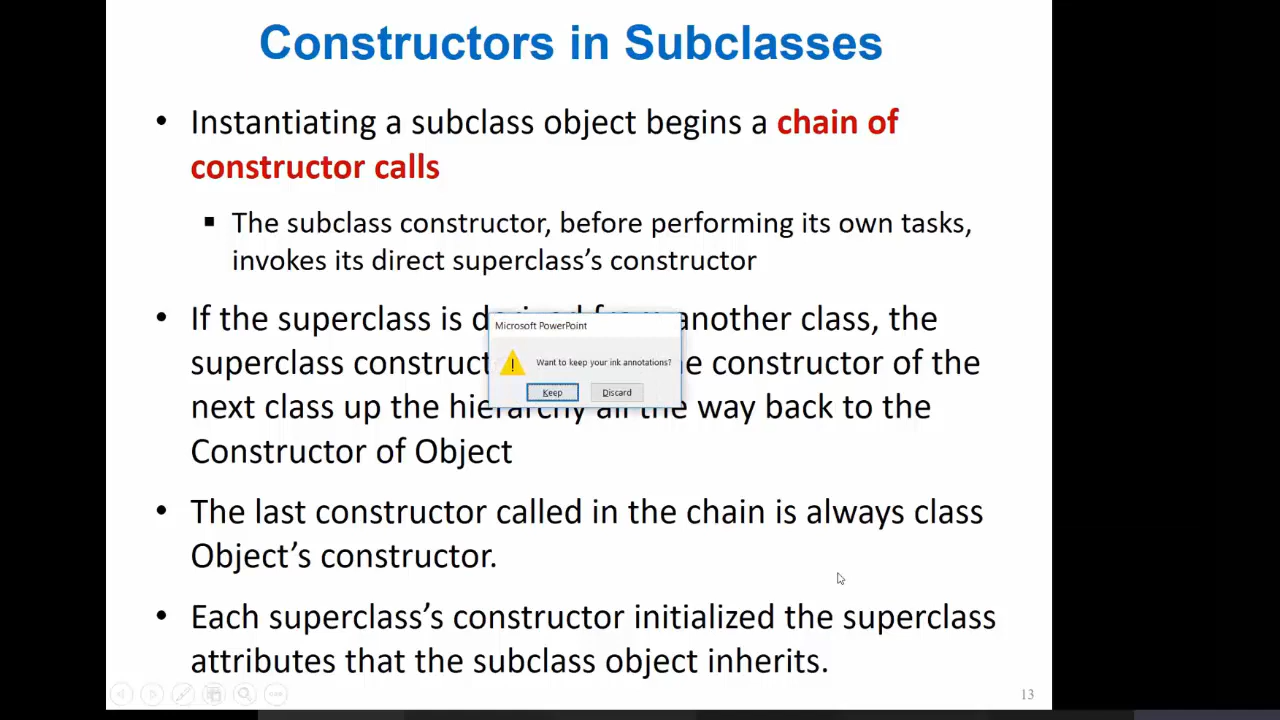 Constructors in Subclasses
• Instantiating a subclass object begins a chain of
constructor calls
▪ The subclass constructor, before performing its own tasks,
invokes its direct superclass's constructor
• If the superclass is derived from another class, the
superclass construct e constructor of the
next class up the hierarchy all the way back to the
Constructor of Object
• The last constructor called in the chain is always class
Object's constructor.
• Each superclass's constructor initialized the superclass
attributes that the subclass object inherits.
Microsoft PowerPoint
Want to keep your ink annotations?
Keep
Discard
13